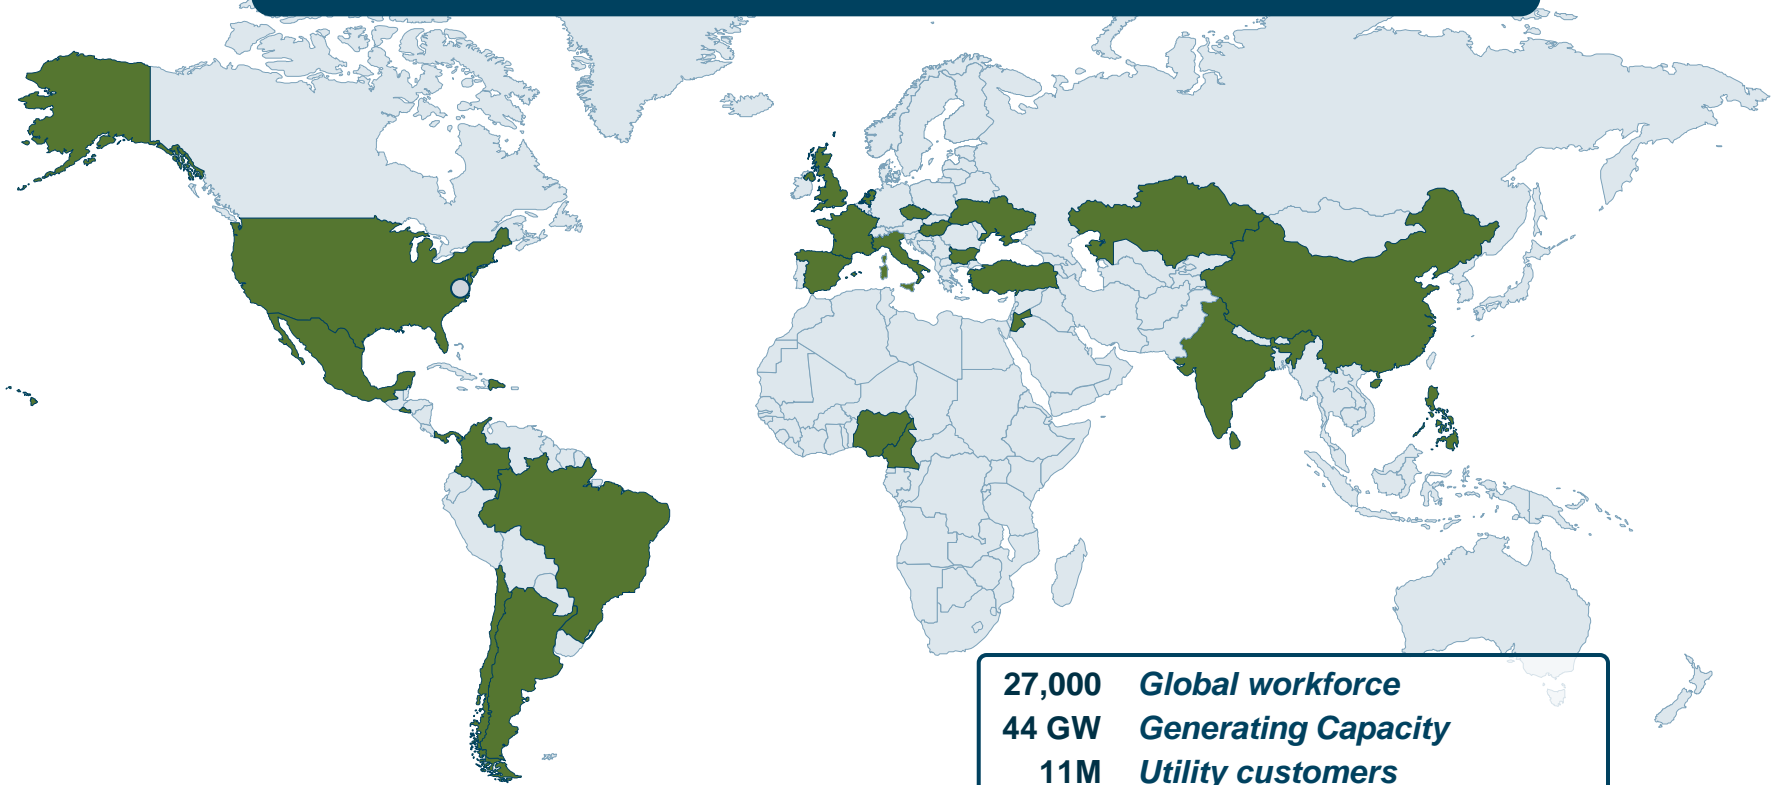 27,000 Global workforce
44 GW Generating Capacity
11M Utility customers